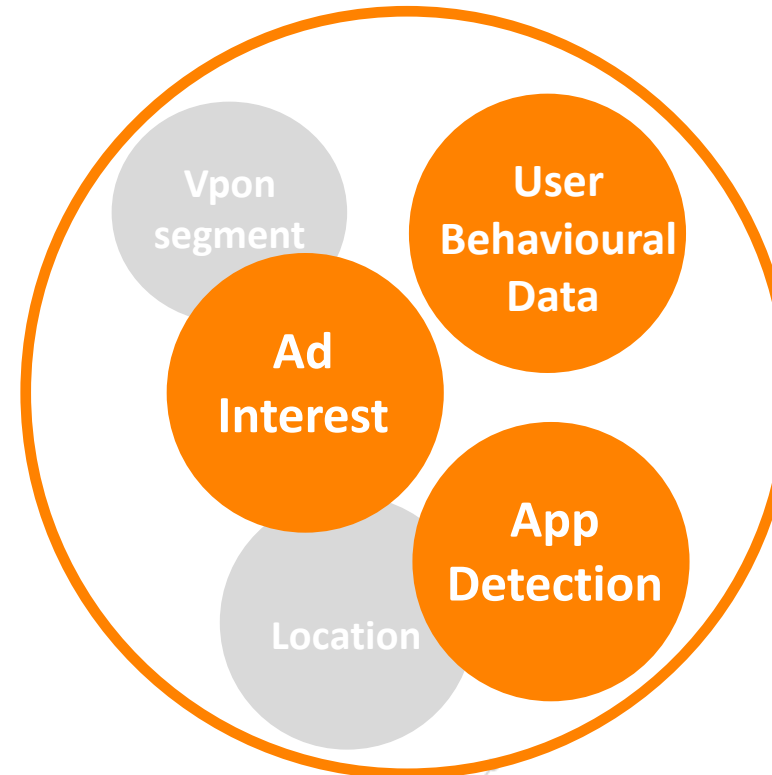 Vpon
segment
User
Behavioural
Data
Ad
Interest
App
Detection
Location